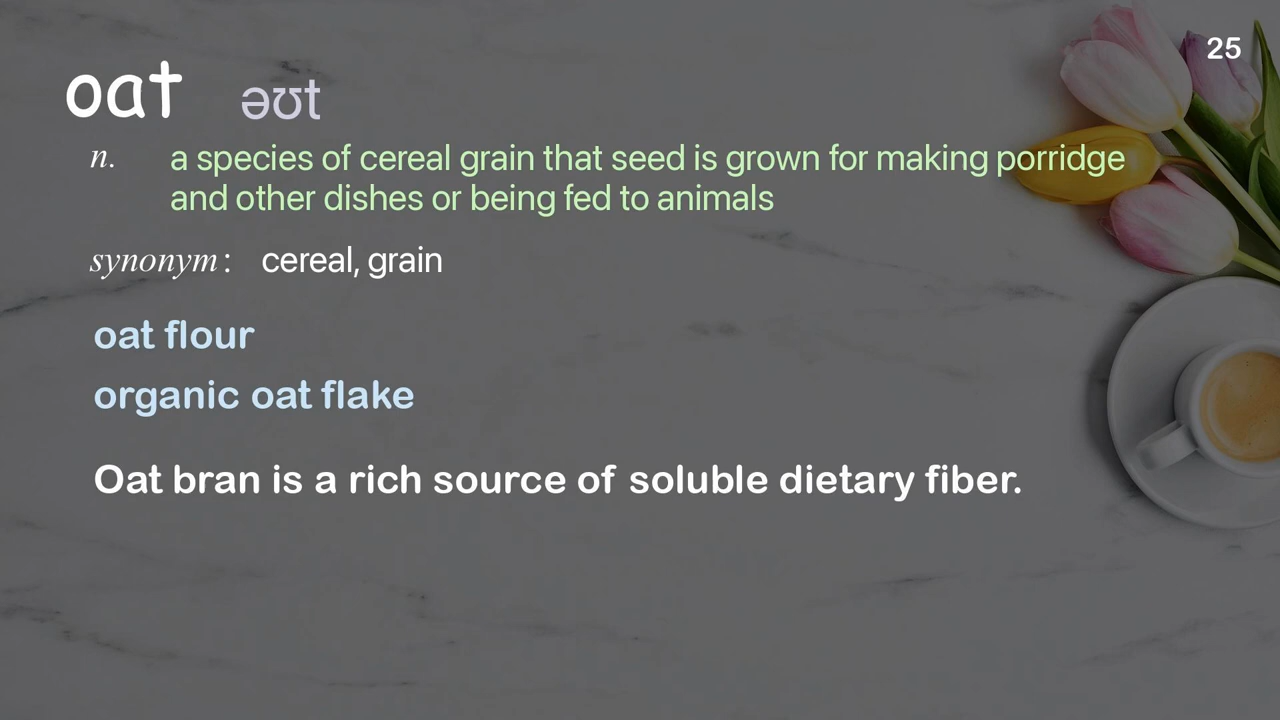 25
oat əʊt
n. a species of cereal grain that seed is grown for making porridge
and other dishes or being fed to animals
synonym: cereal, grain
oat flour
organic oat flake
Oat bran is a rich source of soluble dietary fiber.